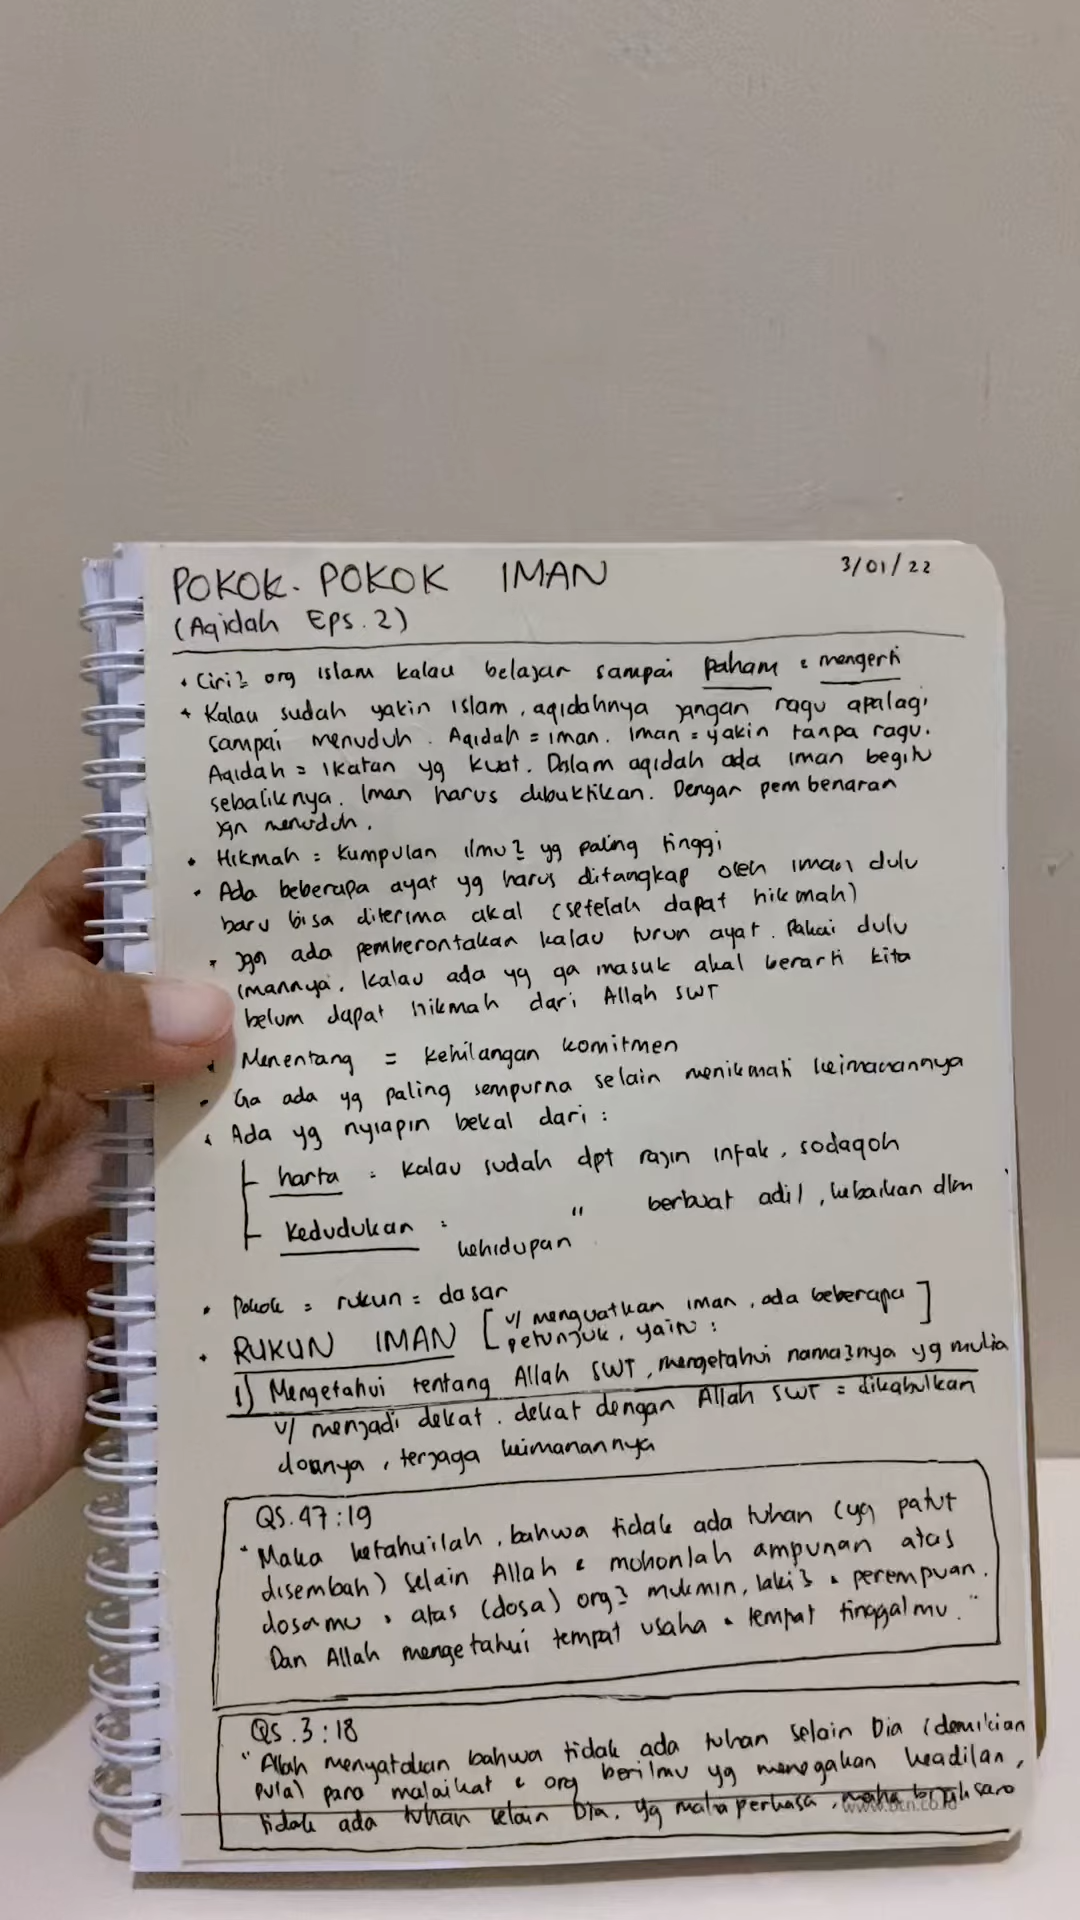 POKOK-POKOK IMAN
3/01/22
(Aqidah Eps. 2)
• Ciri2 org Islam kalau belajar sampai paham & mengerti
• Kalau sudah yakin Islam, aqidahnya jangan ragu apalagi
sampai menuduh. Aqidah = iman. Iman = yakin tanpa ragu.
Aqidah = Ikatan yg kuat. Dalam aqidah ada iman begitu
sebaliknya. Iman harus dibuktikan. Dengan pembenaran
jgn menuduh.
• Hikmah = Kumpulan ilmu2 yg paling tinggi
• Ada beberapa ayat yg harus ditangkap oleh iman dulu
baru bisa diterima akal (setelah dapat hikmah)
• Jgn ada pemberontakan kalau turun ayat. Pakai dulu
imannya. Kalau ada yg ga masuk akal berarti kita
belum dapat hikmah dari Allah SWT
• Menentang = kehilangan komitmen
• Ga ada yg paling sempurna selain menikmati keimanannya
• Ada yg nyiapin bekal dari :
harta : Kalau sudah dpt rajin infak, sodaqoh
Kedudukan : " berbuat adil, kebaikan dlm
kehidupan
• Pokok = rukun = dasar
• RUKUN IMAN [u/ menguatkan iman, ada beberapa
petunjuk, yaitu :]
1) Mengetahui tentang Allah SWT, mengetahui nama2nya yg mulia
u/ menjadi dekat. dekat dengan Allah SWT = dikabulkan
doanya, terjaga keimanannya
QS. 47:19
"Maka ketahuilah, bahwa tidak ada tuhan (yg patut
disembah) selain Allah & mohonlah ampunan atas
dosamu & atas (dosa) org2 mukmin, laki2 & perempuan.
Dan Allah mengetahui tempat usaha & tempat tinggalmu."
QS. 3:18
"Allah menyatakan bahwa tidak ada tuhan selain Dia (demikian
pula) para malaikat & org berilmu yg menegakan keadilan,
tidak ada tuhan selain Dia, yg maha perkasa, maha